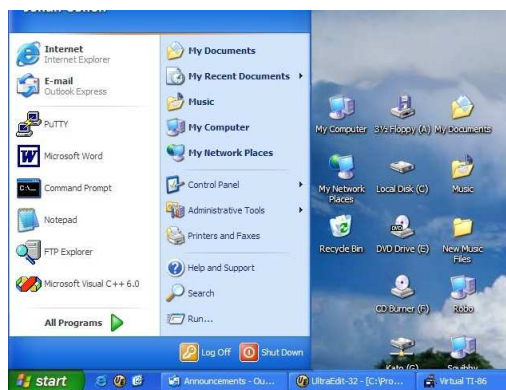 Internet
Internet Explorer
E-mail
Outlook Express
PuTTY
Microsoft Word
Command Prompt
Notepad
FTP Explorer
Microsoft Visual C++ 6.0
All Programs
My Documents
My Recent Documents
Music
My Computer
My Network Places
Control Panel
Administrative Tools
Printers and Faxes
Help and Support
Search
Run...
Log Off
Shut Down
My Computer
3½ Floppy (A)
My Documents
My Network
Places
Local Disk (C)
Music
Recycle Bin
DVD Drive (E)
New Music
Files
CD Burner (F)
Robo
Kato (G)
Squibby
start
Announcements - Ou...
UltraEdit-32 - [C:\Pro...
Virtual TI-86